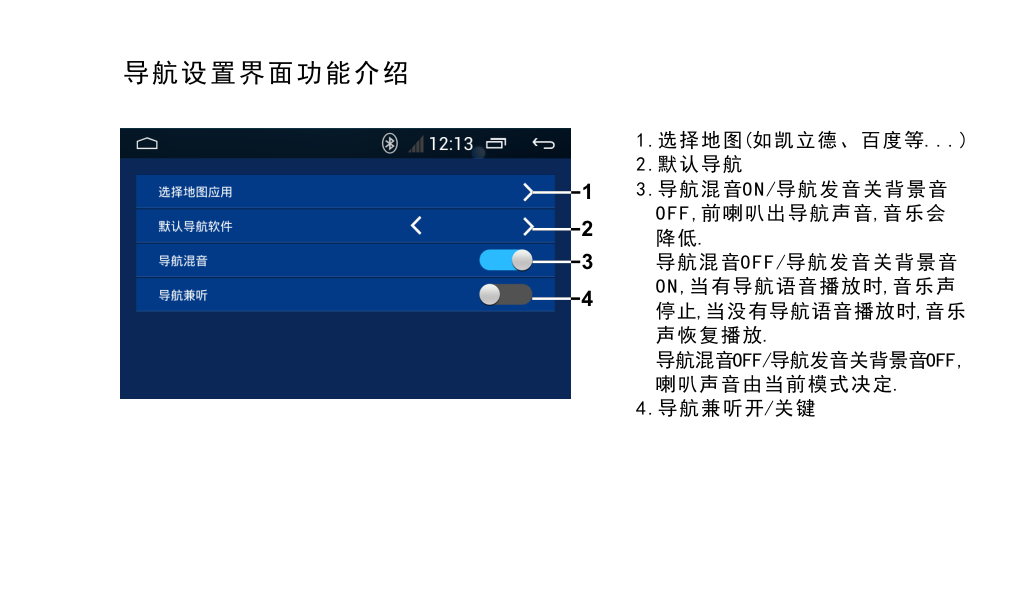 导航设置界面功能介绍
12:13
选择地图应用
1
默认导航软件
2
导航混音
3
导航兼听
4
1.选择地图(如凯立德、百度等...)
2.默认导航
3.导航混音ON/导航发音关背景音
OFF,前喇叭出导航声音,音乐会
降低.
导航混音OFF/导航发音关背景音
ON,当有导航语音播放时,音乐声
停止,当没有导航语音播放时,音乐
声恢复播放.
导航混音OFF/导航发音关背景音OFF,
喇叭声音由当前模式决定.
4.导航兼听开/关键